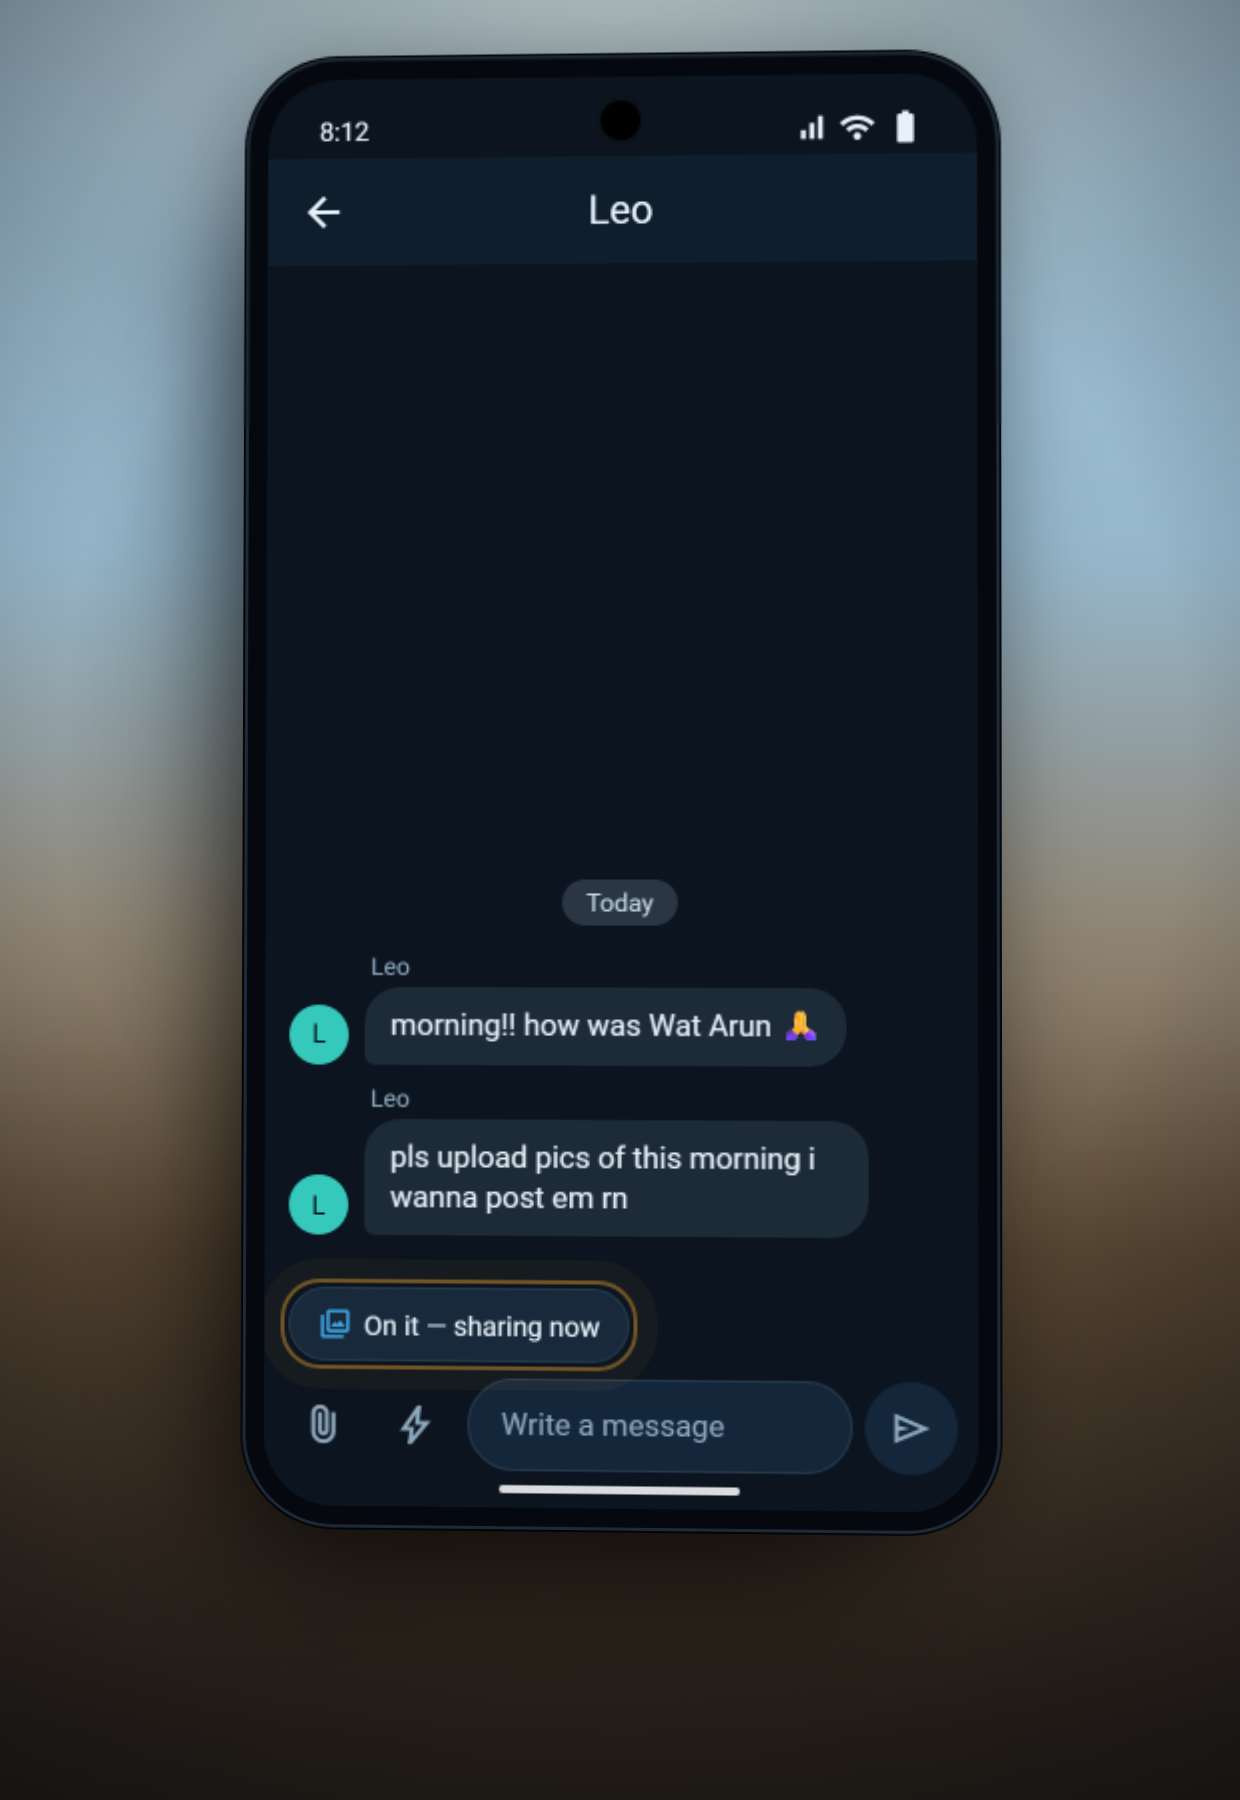 8:12
Leo
Today
Leo
morning!! how was Wat Arun 🙏
L
Leo
pls upload pics of this morning i
wanna post em rn
L
On it — sharing now
Write a message